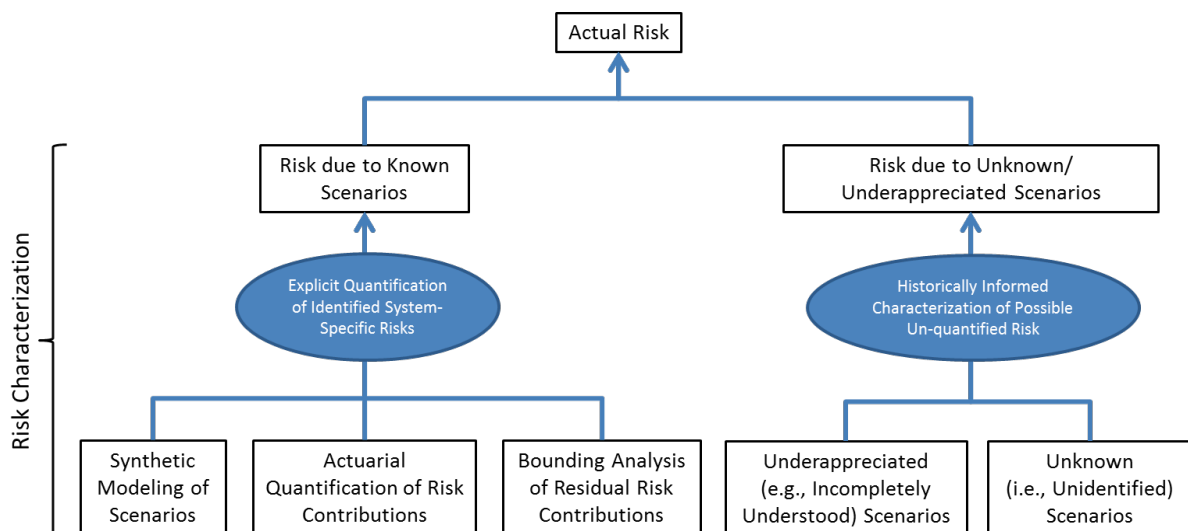 Actual Risk
Risk due to Known
Scenarios
Risk due to Unknown/
Underappreciated Scenarios
Risk Characterization
Explicit Quantification
of Identified System-
Specific Risks
Historically Informed
Characterization of Possible
Un-quantified Risk
Synthetic
Modeling of
Scenarios
Actuarial
Quantification of Risk
Contributions
Bounding Analysis
of Residual Risk
Contributions
Underappreciated
(e.g., Incompletely
Understood) Scenarios
Unknown
(i.e., Unidentified)
Scenarios